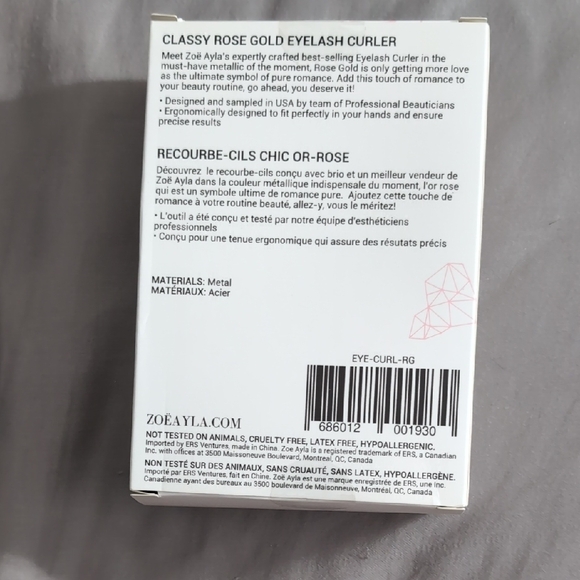 CLASSY ROSE GOLD EYELASH CURLER
Meet Zoë Ayla's expertly crafted best-selling Eyelash Curler in the
must-have metallic of the moment, Rose Gold is only getting more love
as the ultimate symbol of pure romance. Add this touch of romance to
your beauty routine, go ahead, you deserve it!
• Designed and sampled in USA by team of Professional Beauticians
• Ergonomically designed to fit perfectly in your hands and ensure
precise results
RECOURBE-CILS CHIC OR-ROSE
Découvrez le recourbe-cils conçu avec brio et un meilleur vendeur de
Zoë Ayla dans la couleur métallique indispensable du moment, l'or rose
qui est un symbole ultime de romance pure. Ajoutez cette touche de
romance à votre routine beauté, allez-y, vous le méritez!
• L'outil a été conçu et testé par notre équipe d'esthéticiens
professionnels
• Conçu pour une tenue ergonomique qui assure des résutats précis
MATERIALS: Metal
MATÉRIAUX: Acier
EYE-CURL-RG
686012 001930
ZOËAYLA.COM
NOT TESTED ON ANIMALS, CRUELTY FREE, LATEX FREE, HYPOALLERGENIC.
Imported by ERS Ventures, made in China. Zoe Ayla is a registered trademark of ERS, a Canadian
Inc. with offices at 3500 Maissoneuve Boulevard, Montreal, QC, Canada
NON TESTÉ SUR DES ANIMAUX, SANS CRUAUTÉ, SANS LATEX, HYPOALLERGÈNE.
Importé par ERS Ventures, fait en Chine. Zoe Ayla est une marque enregistrée de ERS, une Inc.
Canadienne ayant des bureaux au 3500 boulevard de Maisonneuve, Montréal, QC, Canada